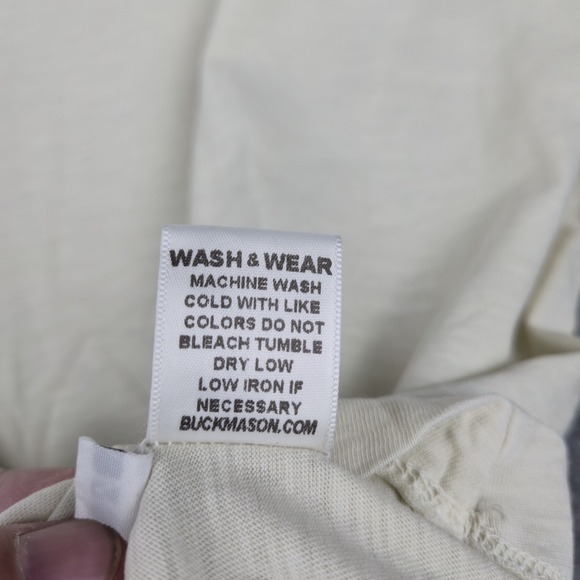 WASH & WEAR
MACHINE WASH
COLD WITH LIKE
COLORS DO NOT
BLEACH TUMBLE
DRY LOW
LOW IRON IF
NECESSARY
BUCKMASON.COM